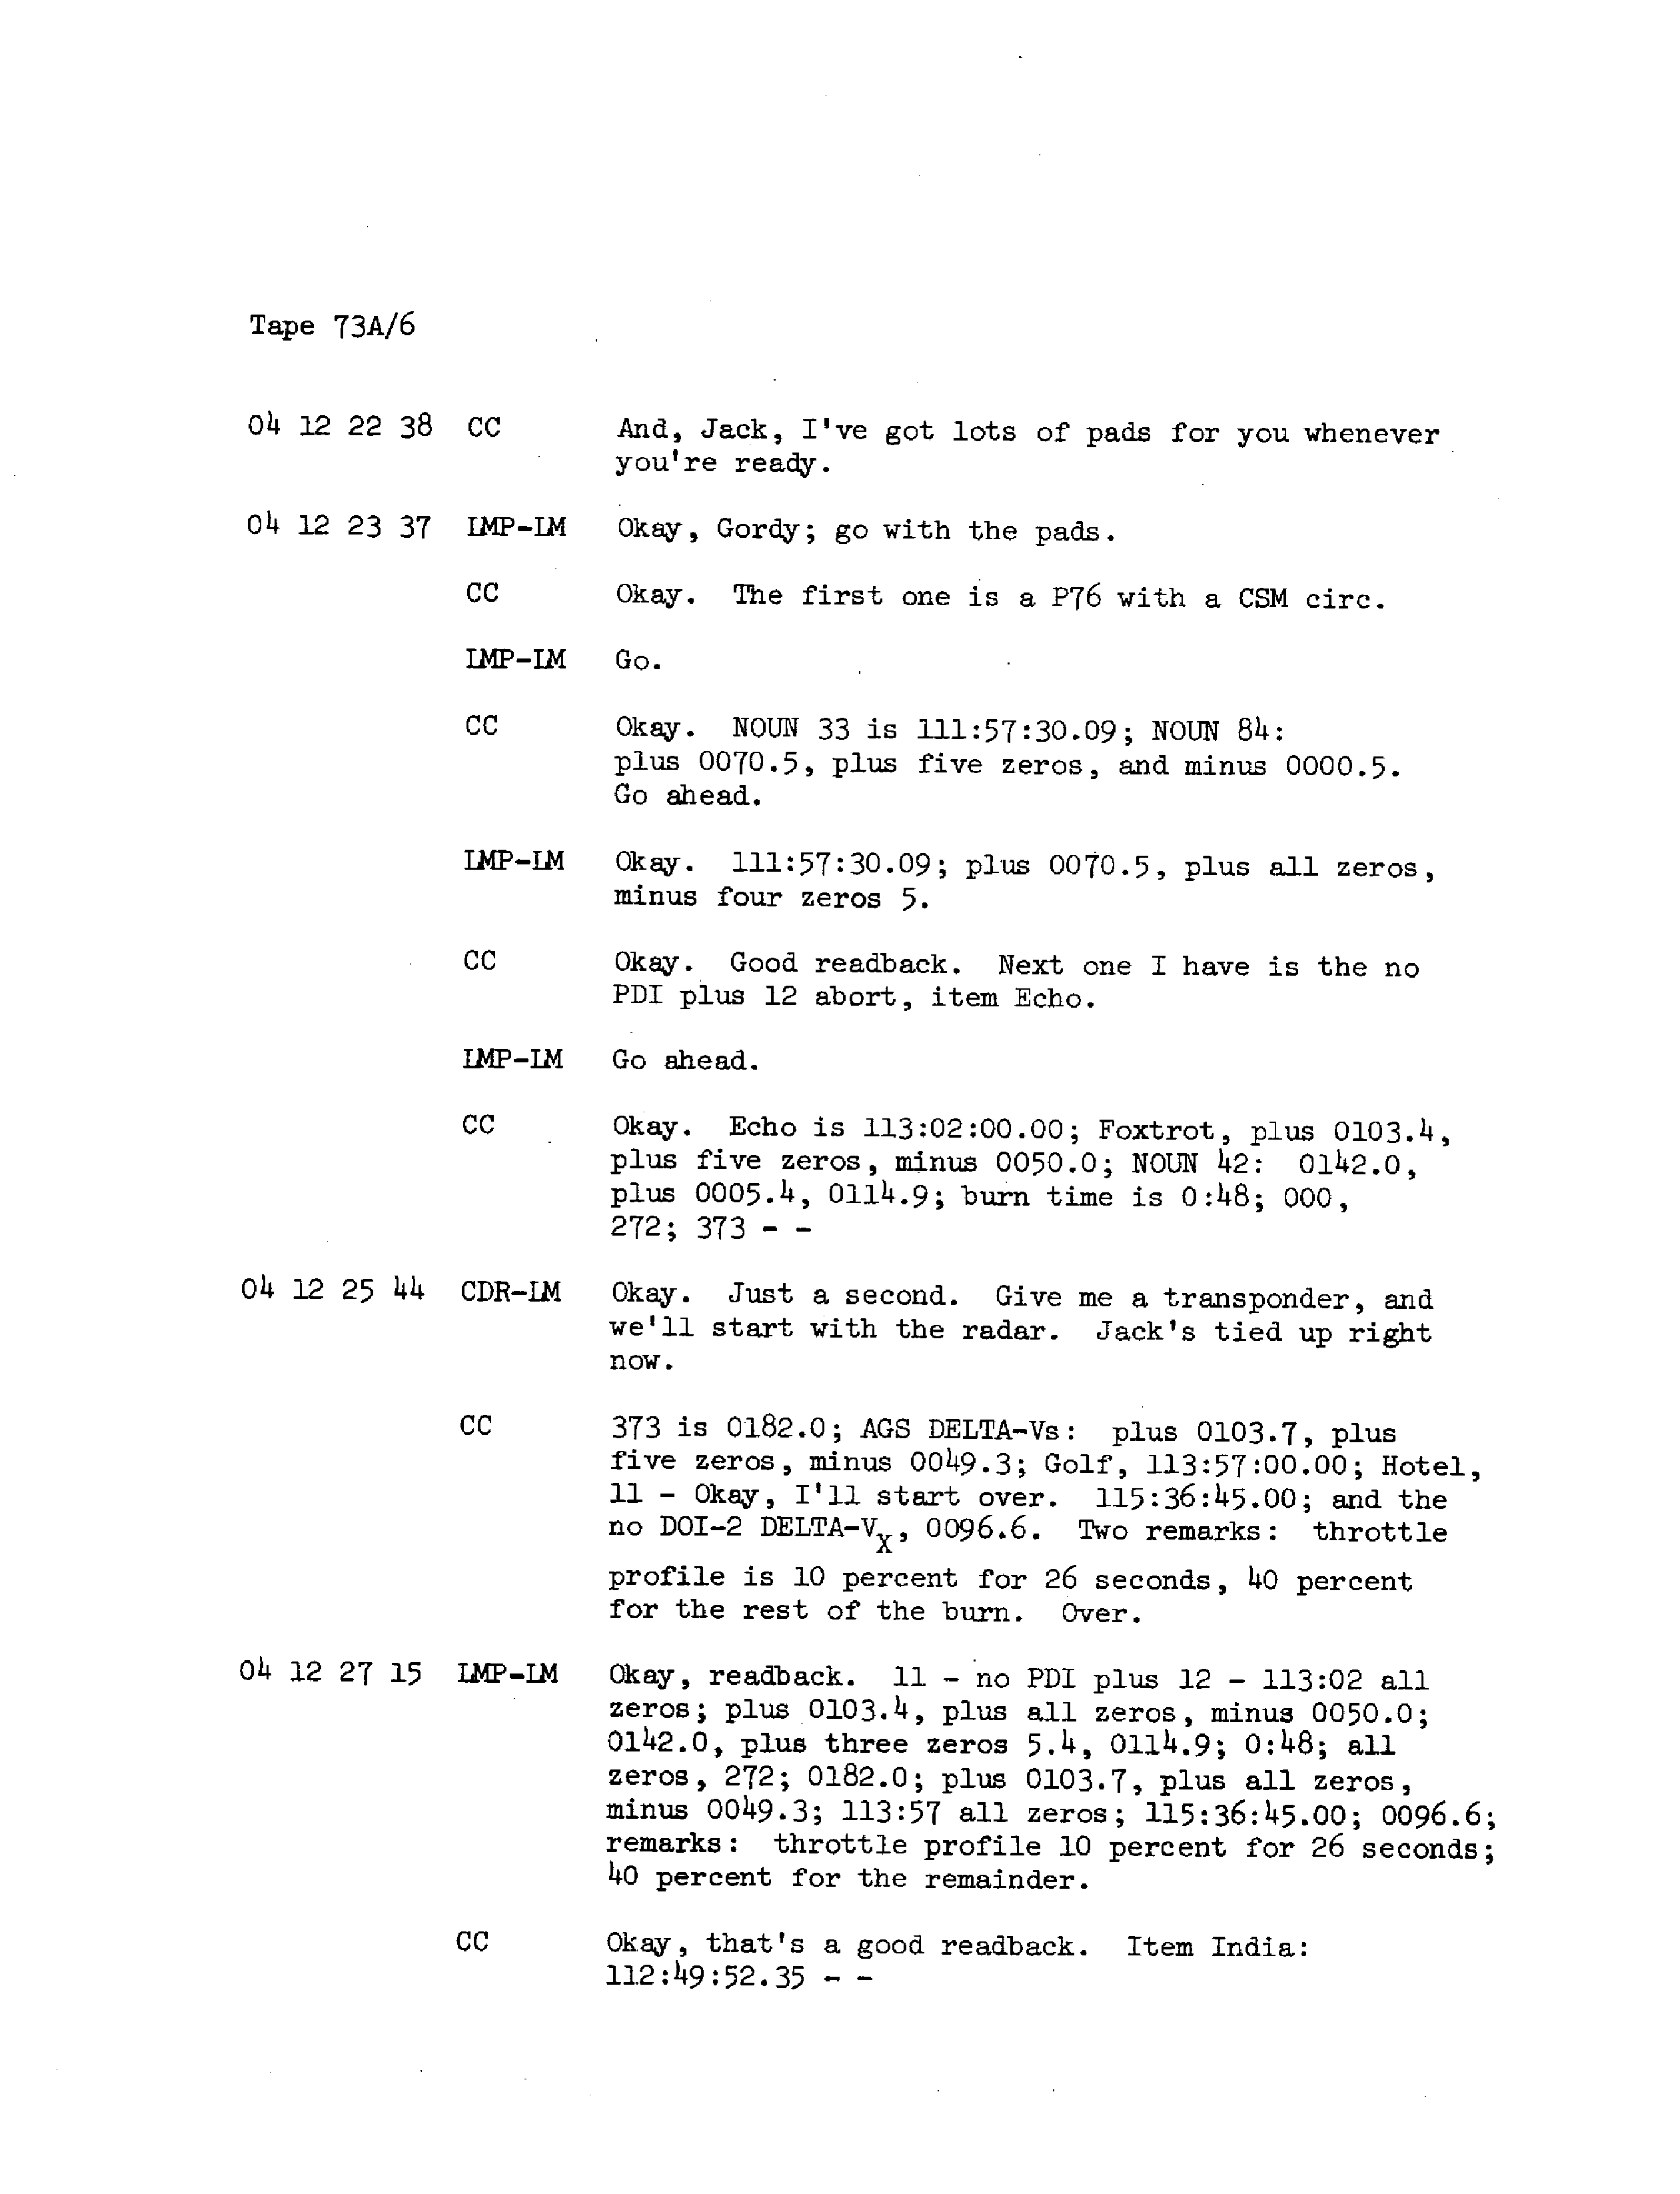 Tape 73A/6
04 12 22 38 CC And, Jack, I've got lots of pads for you whenever
you're ready.
04 12 23 37 LMP-LM Okay, Gordy; go with the pads.
CC Okay. The first one is a P76 with a CSM circ.
LMP-LM Go.
CC Okay. NOUN 33 is 111:57:30.09; NOUN 84:
plus 0070.5, plus five zeros, and minus 0000.5.
Go ahead.
LMP-LM Okay. 111:57:30.09; plus 0070.5, plus all zeros,
minus four zeros 5.
CC Okay. Good readback. Next one I have is the no
PDI plus 12 abort, item Echo.
LMP-LM Go ahead.
CC Okay. Echo is 113:02:00.00; Foxtrot, plus 0103.4,
plus five zeros, minus 0050.0; NOUN 42: 0142.0,
plus 0005.4, 0114.9; burn time is 0:48; 000,
272; 373 - -
04 12 25 44 CDR-LM Okay. Just a second. Give me a transponder, and
we'll start with the radar. Jack's tied up right
now.
CC 373 is 0182.0; AGS DELTA-Vs: plus 0103.7, plus
five zeros, minus 0049.3; Golf, 113:57:00.00; Hotel,
11 - Okay, I'll start over. 115:36:45.00; and the
no DOI-2 DELTA-VX, 0096.6. Two remarks: throttle
profile is 10 percent for 26 seconds, 40 percent
for the rest of the burn. Over.
04 12 27 15 LMP-LM Okay, readback. 11 - no PDI plus 12 - 113:02 all
zeros; plus 0103.4, plus all zeros, minus 0050.0;
0142.0, plus three zeros 5.4, 0114.9; 0:48; all
zeros, 272; 0182.0; plus 0103.7, plus all zeros,
minus 0049.3; 113:57 all zeros; 115:36:45.00; 0096.6;
remarks: throttle profile 10 percent for 26 seconds;
40 percent for the remainder.
CC Okay, that's a good readback. Item India:
112:49:52.35 - -